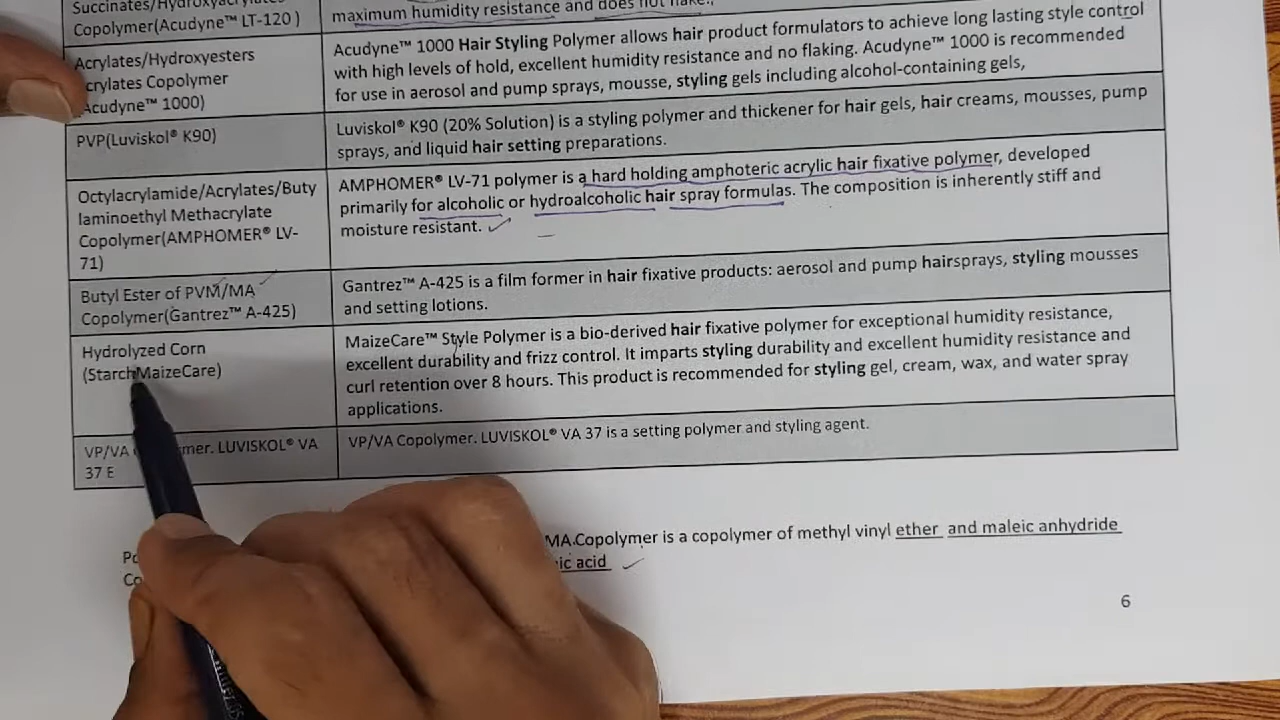 Succinates/Hydroxyacrylates
Copolymer(Acudyne™ LT-120 )
maximum humidity resistance and does not flake.,
Acrylates/Hydroxyesters
crylates Copolymer
Acudyne™ 1000)
Acudyne™ 1000 Hair Styling Polymer allows hair product formulators to achieve long lasting style control
with high levels of hold, excellent humidity resistance and no flaking. Acudyne™ 1000 is recommended
for use in aerosol and pump sprays, mousse, styling gels including alcohol-containing gels,
PVP(Luviskol® K90)
Luviskol® K90 (20% Solution) is a styling polymer and thickener for hair gels, hair creams, mousses, pump
sprays, and liquid hair setting preparations.
Octylacrylamide/Acrylates/Buty
laminoethyl Methacrylate
Copolymer(AMPHOMER® LV-
71)
AMPHOMER® LV-71 polymer is a hard holding amphoteric acrylic hair fixative polymer, developed
primarily for alcoholic or hydroalcoholic hair spray formulas. The composition is inherently stiff and
moisture resistant.
Butyl Ester of PVM/MA
Copolymer(Gantrez™ A-425)
Gantrez™ A-425 is a film former in hair fixative products: aerosol and pump hairsprays, styling mousses
and setting lotions.
Hydrolyzed Corn
(StarchMaizeCare)
MaizeCare™ Style Polymer is a bio-derived hair fixative polymer for exceptional humidity resistance,
excellent durability and frizz control. It imparts styling durability and excellent humidity resistance and
curl retention over 8 hours. This product is recommended for styling gel, cream, wax, and water spray
applications.
VP/VA mer. LUVISKOL® VA
37 E
VP/VA Copolymer. LUVISKOL® VA 37 is a setting polymer and styling agent.
MA.Copolymer is a copolymer of methyl vinyl ether and maleic anhydride
ic acid
6